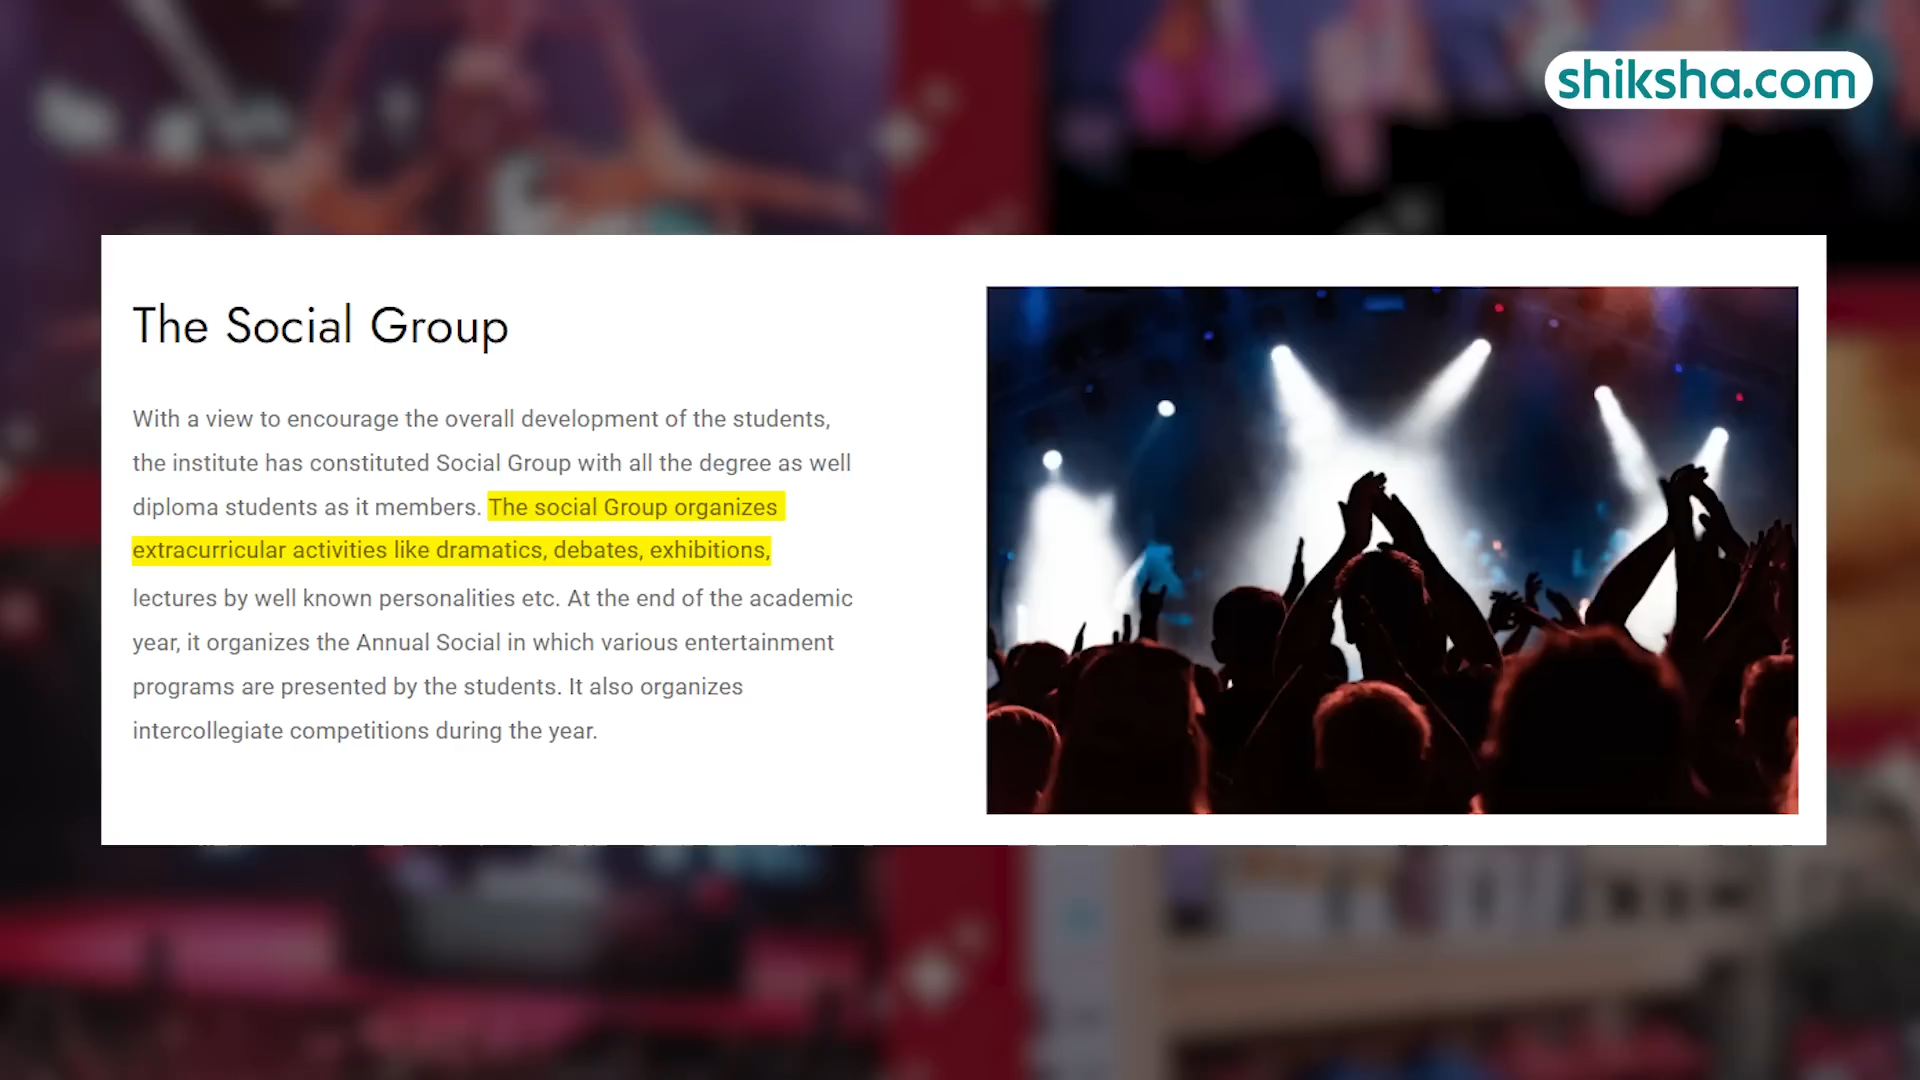 shiksha.com
The Social Group
With a view to encourage the overall development of the students,
the institute has constituted Social Group with all the degree as well
diploma students as it members. The social Group organizes
extracurricular activities like dramatics, debates, exhibitions,
lectures by well known personalities etc. At the end of the academic
year, it organizes the Annual Social in which various entertainment
programs are presented by the students. It also organizes
intercollegiate competitions during the year.